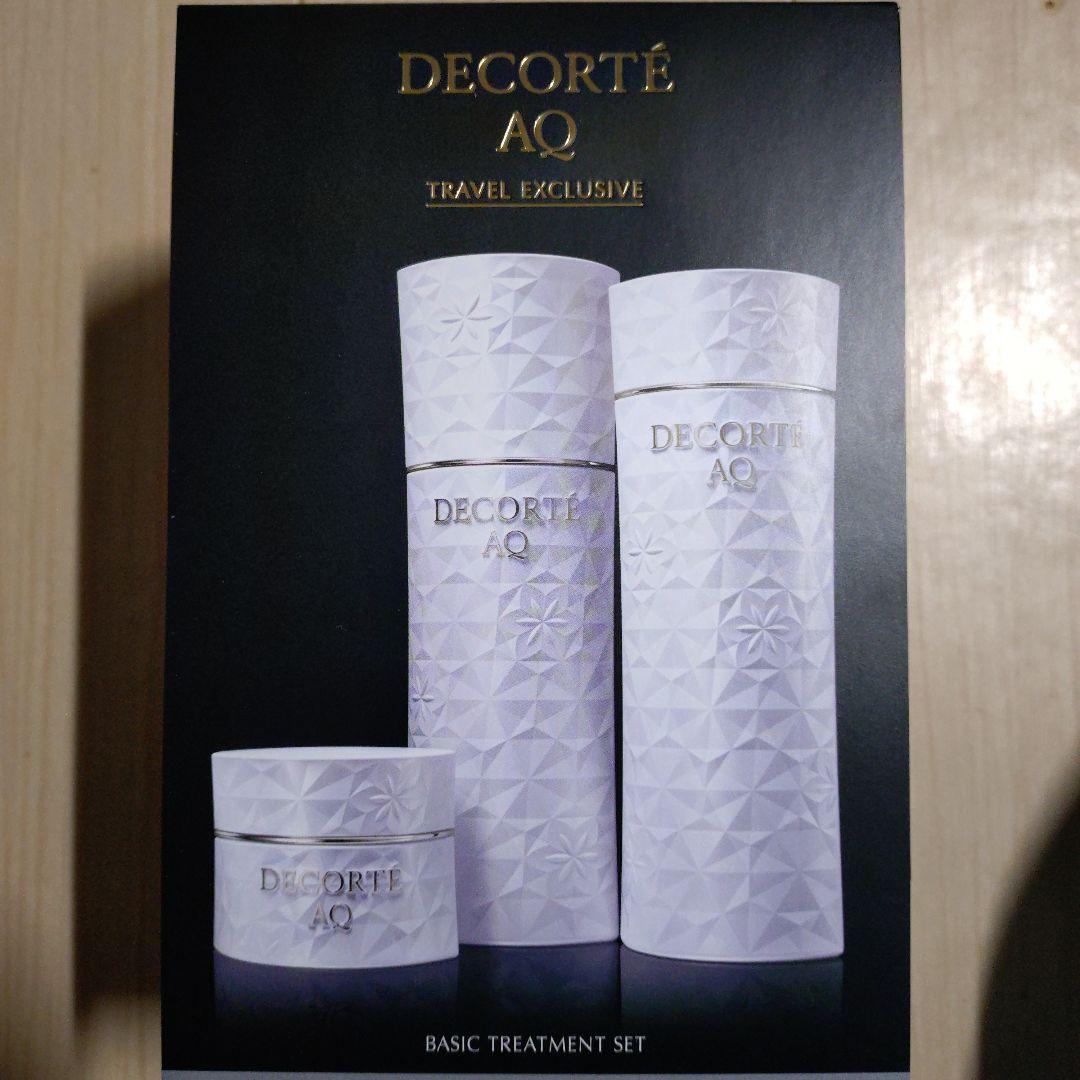 DECORTÉ
AQ
TRAVEL EXCLUSIVE
DECORTÉ
AQ
DECORTÉ
AQ
DECORTÉ
AQ
BASIC TREATMENT SET